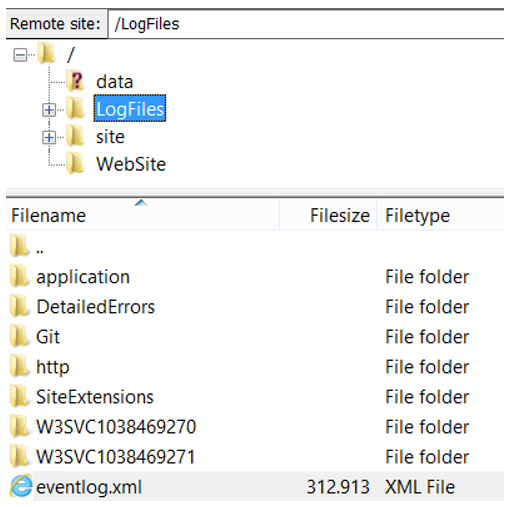 Remote site: /LogFiles
/
data
LogFiles
site
WebSite
Filename Filesize Filetype
..
application File folder
DetailedErrors File folder
Git File folder
http File folder
SiteExtensions File folder
W3SVC1038469270 File folder
W3SVC1038469271 File folder
eventlog.xml 312.913 XML File